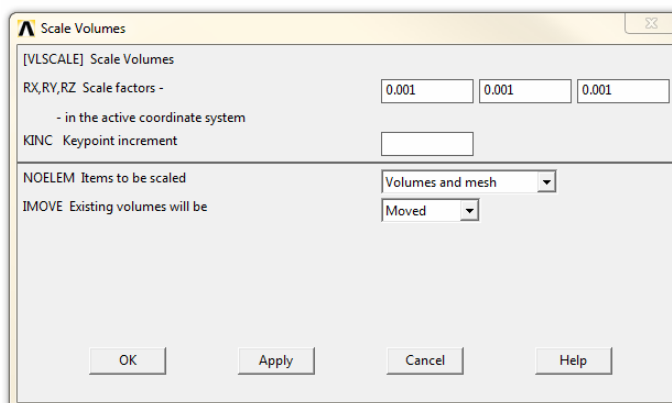 Scale Volumes
[VLSCALE] Scale Volumes
RX,RY,RZ Scale factors - 0.001 0.001 0.001
- in the active coordinate system
KINC Keypoint increment
NOELEM Items to be scaled Volumes and mesh
IMOVE Existing volumes will be Moved
OK Apply Cancel Help